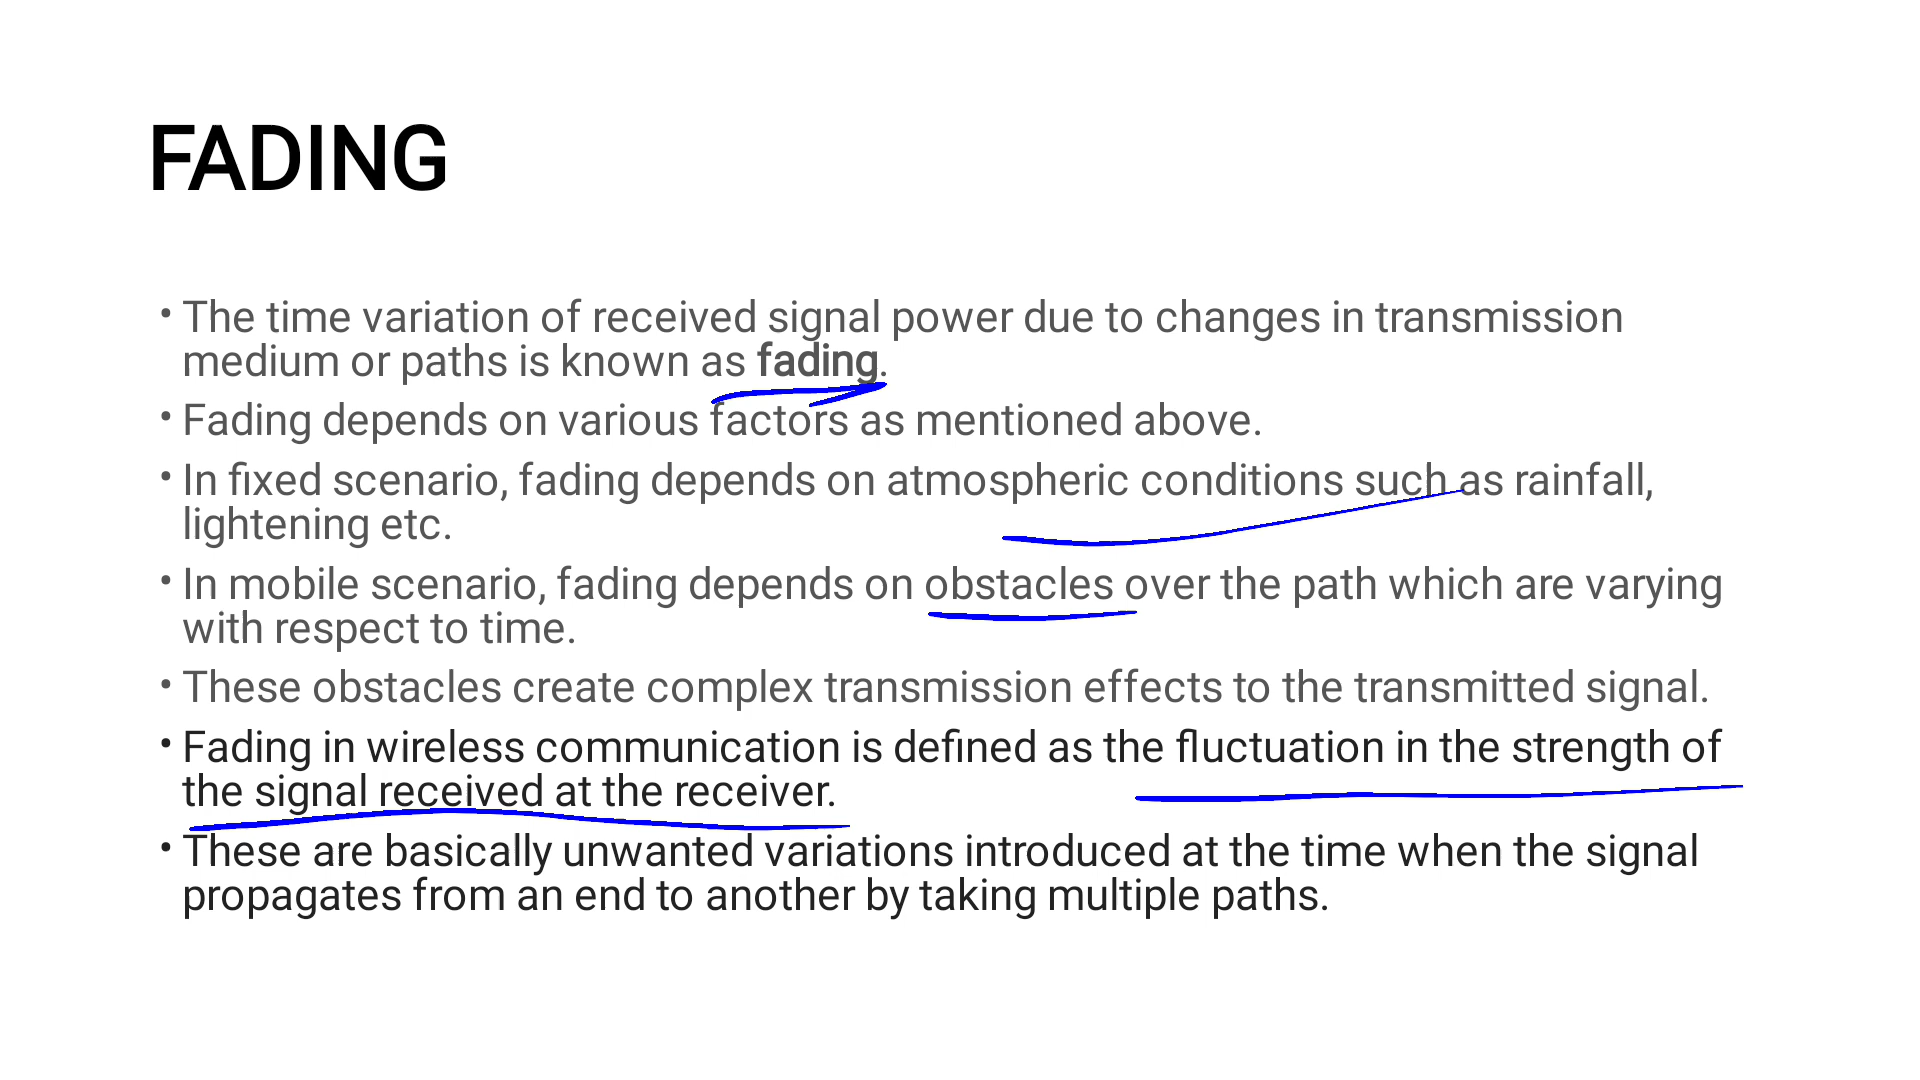 FADING
• The time variation of received signal power due to changes in transmission
medium or paths is known as fading.
• Fading depends on various factors as mentioned above.
• In fixed scenario, fading depends on atmospheric conditions such as rainfall,
lightening etc.
• In mobile scenario, fading depends on obstacles over the path which are varying
with respect to time.
• These obstacles create complex transmission effects to the transmitted signal.
• Fading in wireless communication is defined as the fluctuation in the strength of
the signal received at the receiver.
• These are basically unwanted variations introduced at the time when the signal
propagates from an end to another by taking multiple paths.